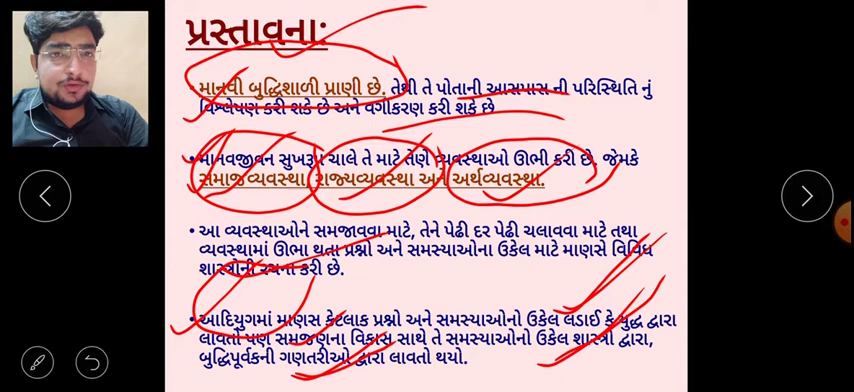 પ્રસ્તાવનાઃ
• માનવી બુદ્ધિશાળી પ્રાણી છે. તેથી તે પોતાની આસપાસ ની પરિસ્થિતિ નું
વિશ્લેષણ કરી શકે છે અને વર્ગીકરણ કરી શકે છે
• માનવજીવન સુખરૂપ ચાલે તે માટે તેણે વ્યવસ્થાઓ ઊભી કરી છે. જેમકે
સમાજવ્યવસ્થા, રાજ્યવ્યવસ્થા અને અર્થવ્યવસ્થા.
• આ વ્યવસ્થાઓને સમજાવવા માટે, તેને પેઢી દર પેઢી ચલાવવા માટે તથા
વ્યવસ્થામાં ઊભા થતા પ્રશ્નો અને સમસ્યાઓના ઉકેલ માટે માણસે વિવિધ
શાસ્ત્રોની રચના કરી છે.
• આદિયુગમાં માણસ કેટલાક પ્રશ્નો અને સમસ્યાઓનો ઉકેલ લડાઈ કે યુદ્ધ દ્વારા
લાવતો પણ સમજણના વિકાસ સાથે તે સમસ્યાઓનો ઉકેલ શાસ્ત્રો દ્વારા,
બુદ્ધિપૂર્વકની ગણતરીઓ દ્વારા લાવતો થયો.